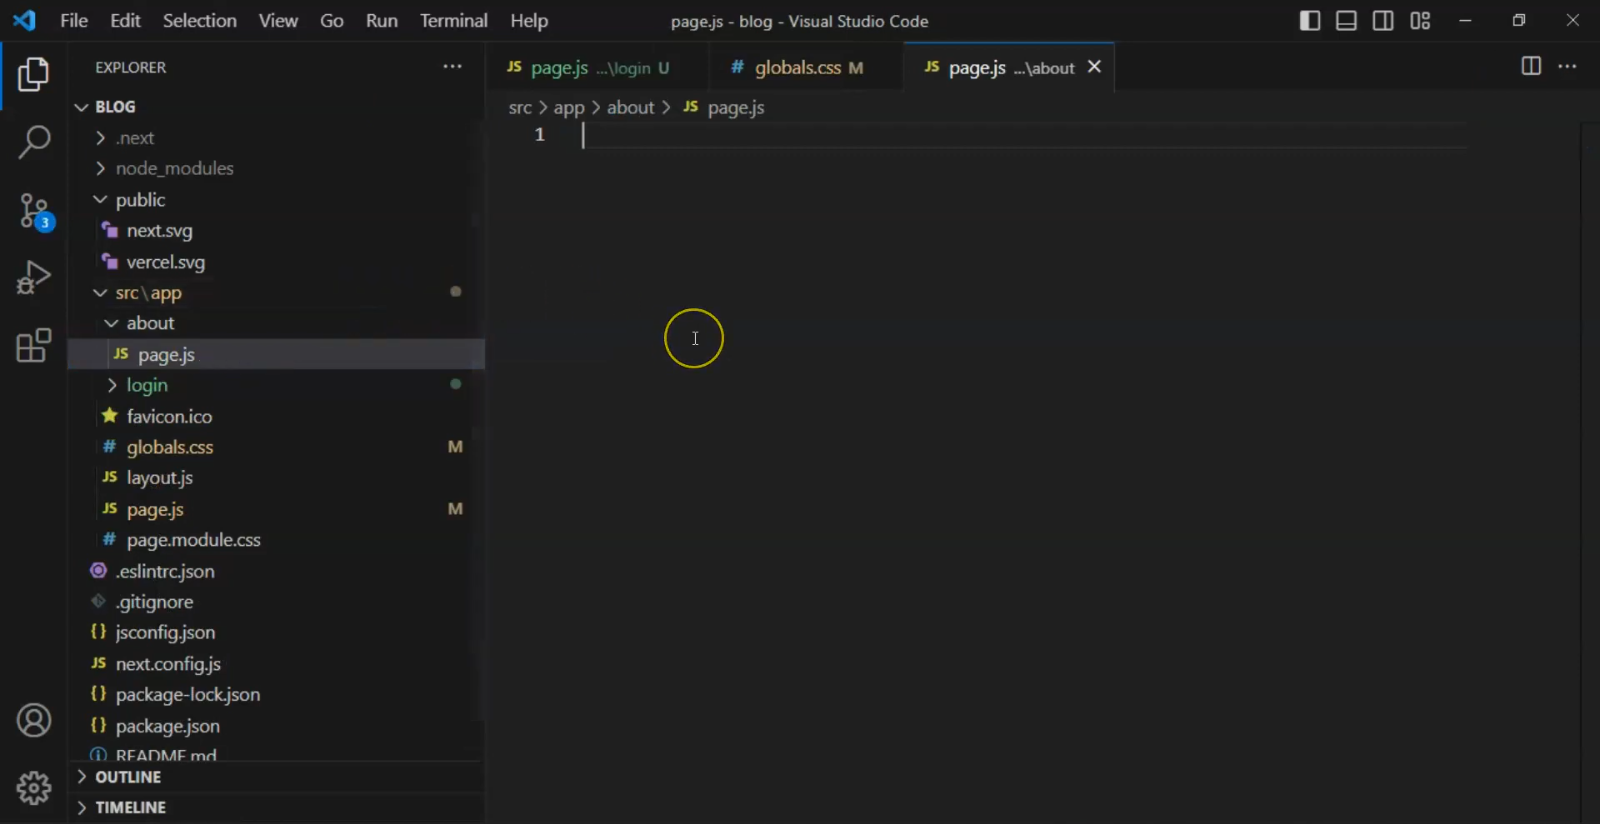 File Edit Selection View Go Run Terminal Help
page.js - blog - Visual Studio Code
EXPLORER
JS page.js ...\login U
# globals.css M
JS page.js ...\about
BLOG
src > app > about > JS page.js
1
.next
node_modules
public
next.svg
vercel.svg
src\app
about
JS page.js
login
favicon.ico
# globals.css M
JS layout.js
JS page.js M
# page.module.css
.eslintrc.json
.gitignore
{} jsconfig.json
JS next.config.js
{} package-lock.json
{} package.json
README.md
OUTLINE
TIMELINE
3